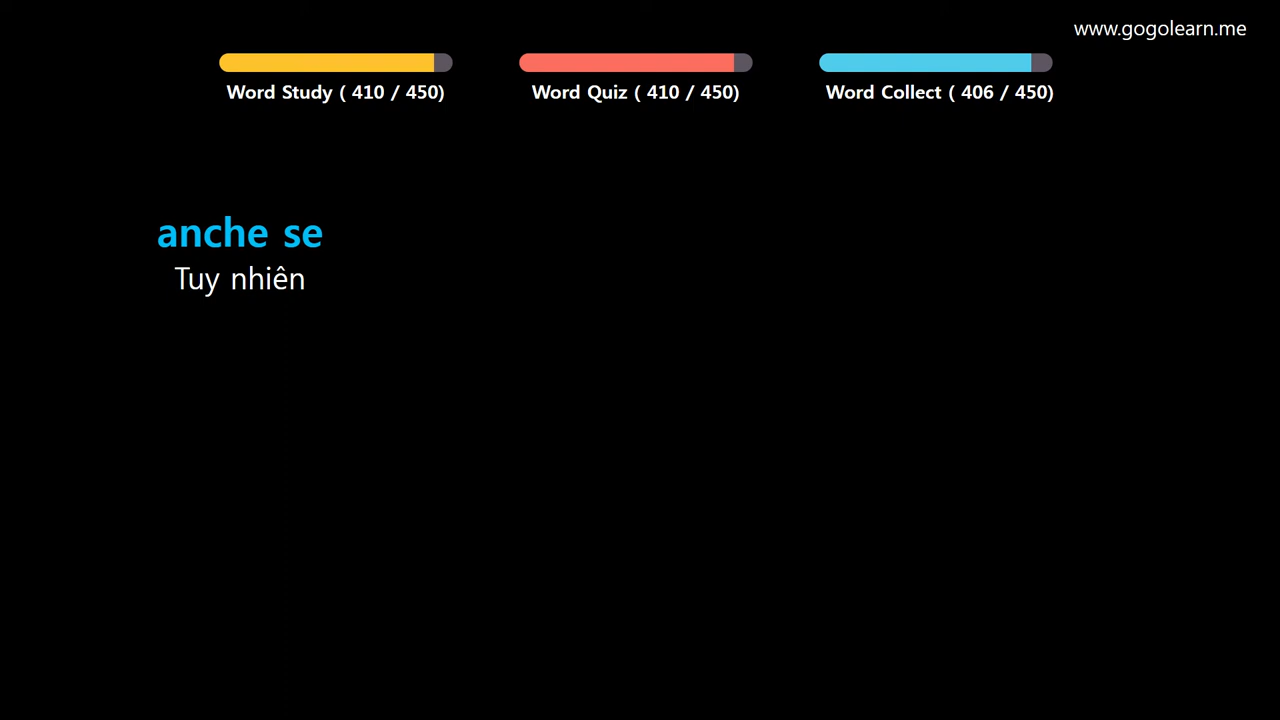 www.gogolearn.me
Word Study ( 410 / 450)
Word Quiz ( 410 / 450)
Word Collect ( 406 / 450)
anche se
Tuy nhiên